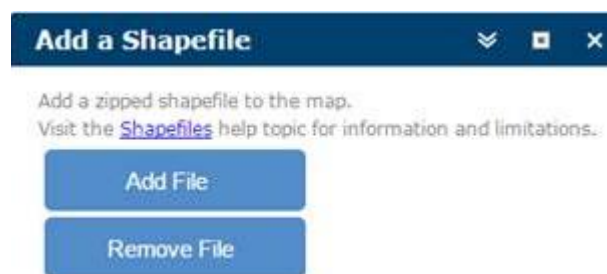 Add a Shapefile
Add a zipped shapefile to the map.
Visit the Shapefiles help topic for information and limitations.
Add File
Remove File